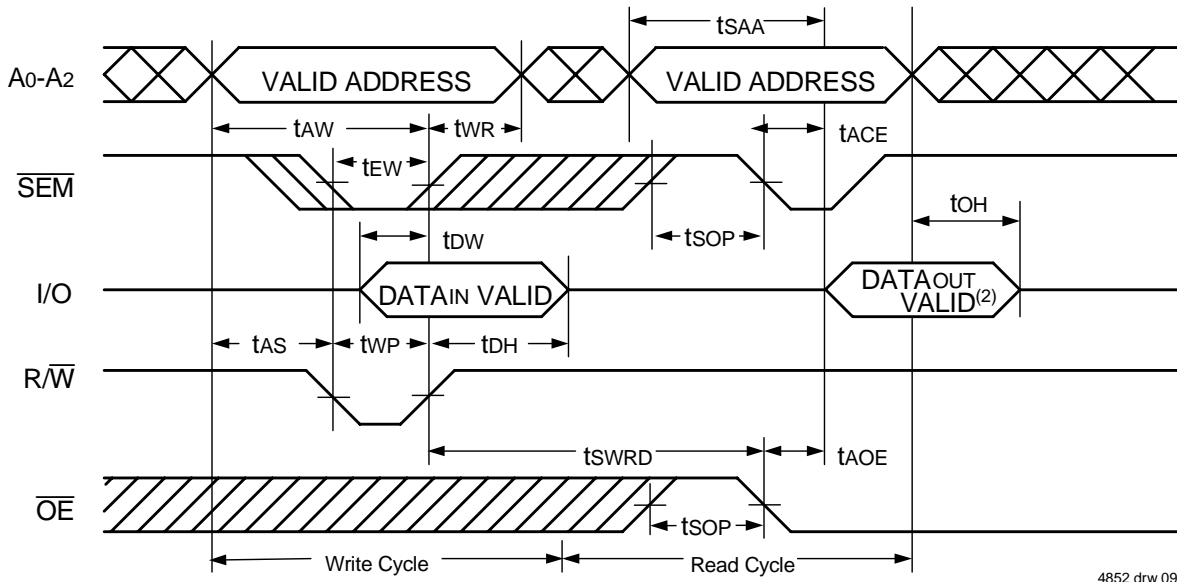 tSAA
A0-A2
VALID ADDRESS
VALID ADDRESS
tAW
tWR
tACE
tEW
SEM
tSOP
tOH
tDW
I/O
DATAIN VALID
DATAOUT
VALID(2)
tAS
tWP
tDH
R/W
tSWRD
tAOE
OE
tSOP
Write Cycle
Read Cycle
4852 drw 09